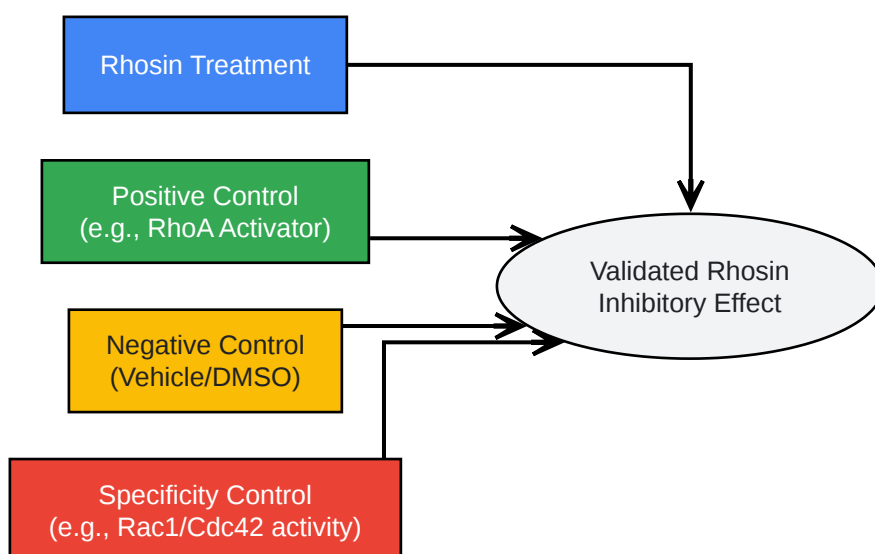 Rhosin Treatment
Positive Control
(e.g., RhoA Activator)
Validated Rhosin
Inhibitory Effect
Negative Control
(Vehicle/DMSO)
Specificity Control
(e.g., Rac1/Cdc42 activity)